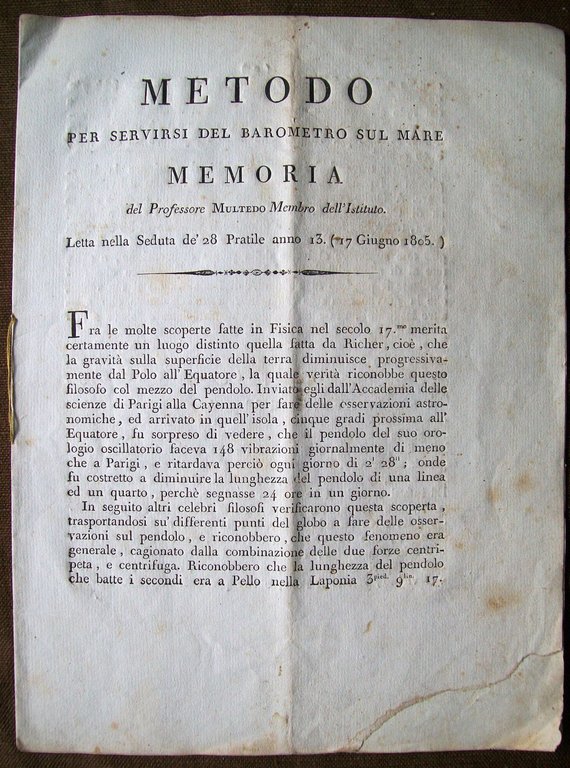 METODO
PER SERVIRSI DEL BAROMETRO SUL MARE
MEMORIA
del Professore MULTEDO Membro dell'Istituto.
Letta nella Seduta de' 28 Pratile anno 13. (17 Giugno 1805.)
Fra le molte scoperte fatte in Fisica nel secolo 17.me merita
certamente un luogo distinto quella fatta da Richer, cioè, che
la gravità sulla superficie della terra diminuisce progressiva-
mente dal Polo all'Equatore, la quale verità riconobbe questo
filosofo col mezzo del pendolo. Inviato egli dall'Accademia delle
scienze di Parigi alla Cayenna per fare delle osservazioni astro-
nomiche, ed arrivato in quell'isola, cinque gradi prossima all'
Equatore, fu sorpreso di vedere, che il pendolo del suo oro-
logio oscillatorio faceva 148 vibrazioni giornalmente di meno
che a Parigi, e ritardava perciò ogni giorno di 2' 28"; onde
fu costretto a diminuire la lunghezza del pendolo di una linea
ed un quarto, perchè segnasse 24 ore in un giorno.
In seguito altri celebri filosofi verificarono questa scoperta,
trasportandosi su' differenti punti del globo a fare delle osser-
vazioni sul pendolo, e riconobbero, che questo fenomeno era
generale, cagionato dalla combinazione delle due forze centri-
peta, e centrifuga. Riconobbero che la lunghezza del pendolo
che batte i secondi era a Pello nella Laponia 3pied. 9lin. 17.